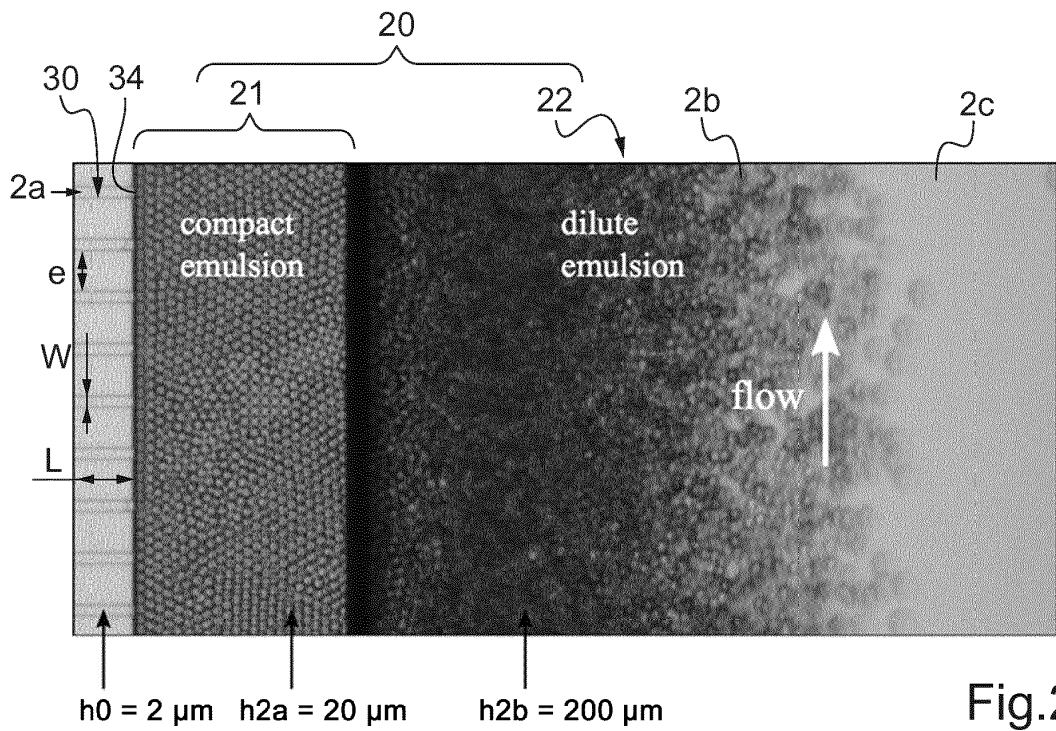 20
30
34
21
22
2b
2c
2a
compact
emulsion
dilute
emulsion
e
W
flow
L
h0 = 2 µm
h2a = 20 µm
h2b = 200 µm
Fig.2